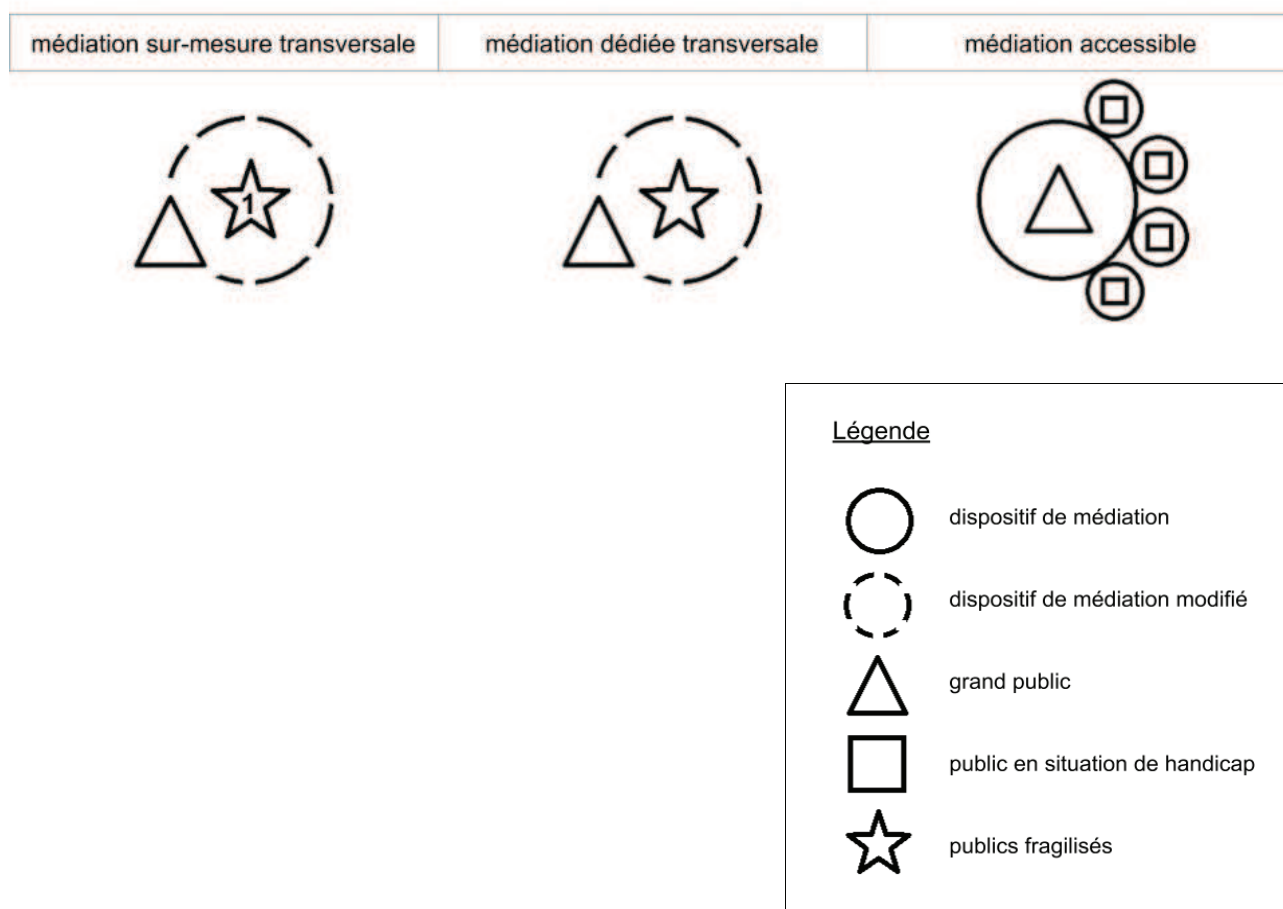 médiation sur-mesure transversale
médiation dédiée transversale
médiation accessible
1
Légende
dispositif de médiation
dispositif de médiation modifié
grand public
public en situation de handicap
publics fragilisés